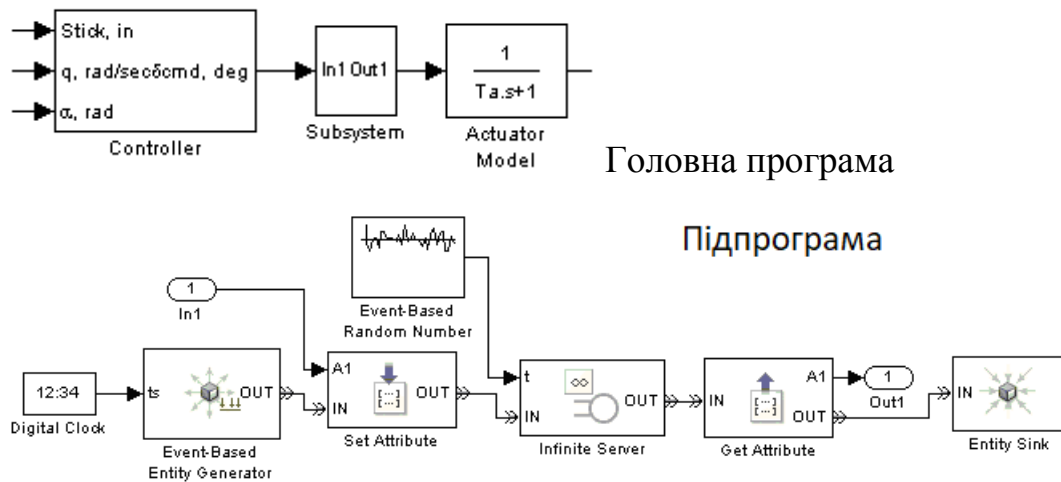 Stick, in
q, rad/secδcmd, deg
α, rad
Controller
In1 Out1
Subsystem
1
Ta.s+1
Actuator
Model
Головна програма
Підпрограма
1
In1
Event-Based
Random Number
12:34
Digital Clock
ts
OUT
Event-Based
Entity Generator
A1
IN
[...]
OUT
Set Attribute
t
∞
IN
OUT
Infinite Server
IN
[...]
A1
OUT
Get Attribute
1
Out1
IN
Entity Sink